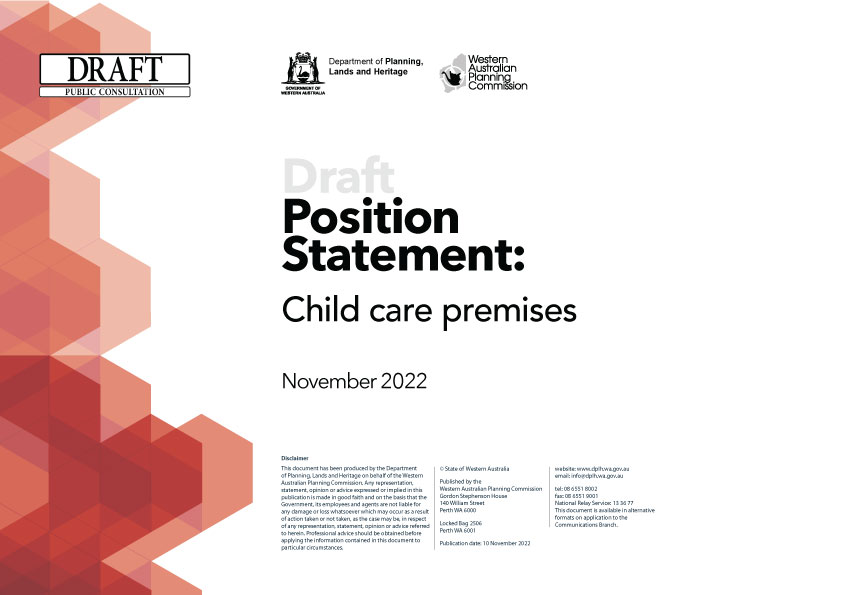 DRAFT
PUBLIC CONSULTATION
GOVERNMENT OF
WESTERN AUSTRALIA
Department of Planning,
Lands and Heritage
Western
Australian
Planning
Commission
Draft
Position
Statement:
Child care premises
November 2022
Disclaimer
This document has been produced by the Department
of Planning, Lands and Heritage on behalf of the Western
Australian Planning Commission. Any representation,
statement, opinion or advice expressed or implied in this
publication is made in good faith and on the basis that the
Government, its employees and agents are not liable for
any damage or loss whatsoever which may occur as a result
of action taken or not taken, as the case may be, in respect
of any representation, statement, opinion or advice referred
to herein. Professional advice should be obtained before
applying the information contained in this document to
particular circumstances.
© State of Western Australia
Published by the
Western Australian Planning Commission
Gordon Stephenson House
140 William Street
Perth WA 6000
Locked Bag 2506
Perth WA 6001
Publication date: 10 November 2022
website: www.dplh.wa.gov.au
email: info@dplh.wa.gov.au
tel: 08 6551 8002
fax: 08 6551 9001
National Relay Service: 13 36 77
This document is available in alternative
formats on application to the
Communications Branch.